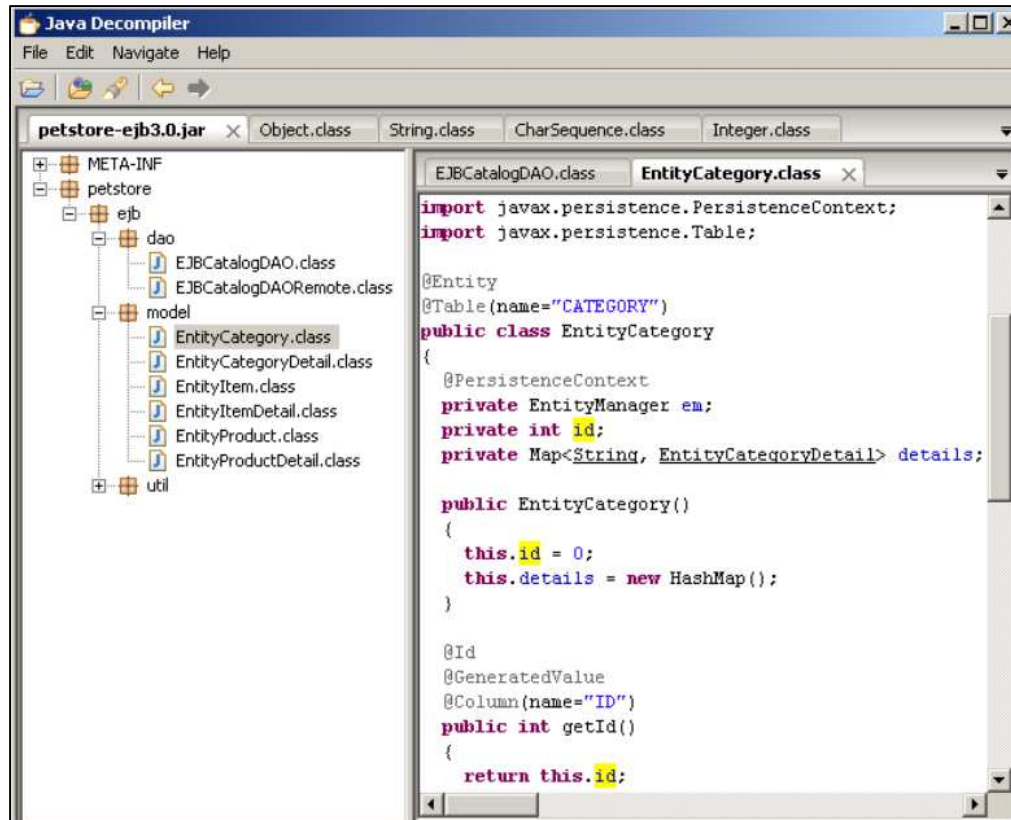 Java Decompiler
File Edit Navigate Help
petstore-ejb3.0.jar Object.class String.class CharSequence.class Integer.class
META-INF
petstore
ejb
dao
EJBCatalogDAO.class
EJBCatalogDAORemote.class
model
EntityCategory.class
EntityCategoryDetail.class
EntityItem.class
EntityItemDetail.class
EntityProduct.class
EntityProductDetail.class
util
EJBCatalogDAO.class EntityCategory.class
import javax.persistence.PersistenceContext;
import javax.persistence.Table;
@Entity
@Table(name="CATEGORY")
public class EntityCategory
{
@PersistenceContext
private EntityManager em;
private int id;
private Map<String, EntityCategoryDetail> details;
public EntityCategory()
{
this.id = 0;
this.details = new HashMap();
}
@Id
@GeneratedValue
@Column(name="ID")
public int getId()
{
return this.id;